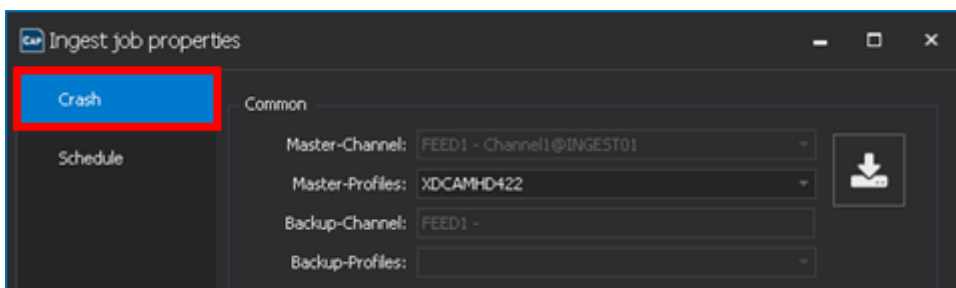 CAP Ingest job properties
Crash
Schedule
Common
Master-Channel: FEED1 - Channel1@INGEST01
Master-Profiles: XDCAMHD422
Backup-Channel: FEED1 -
Backup-Profiles: